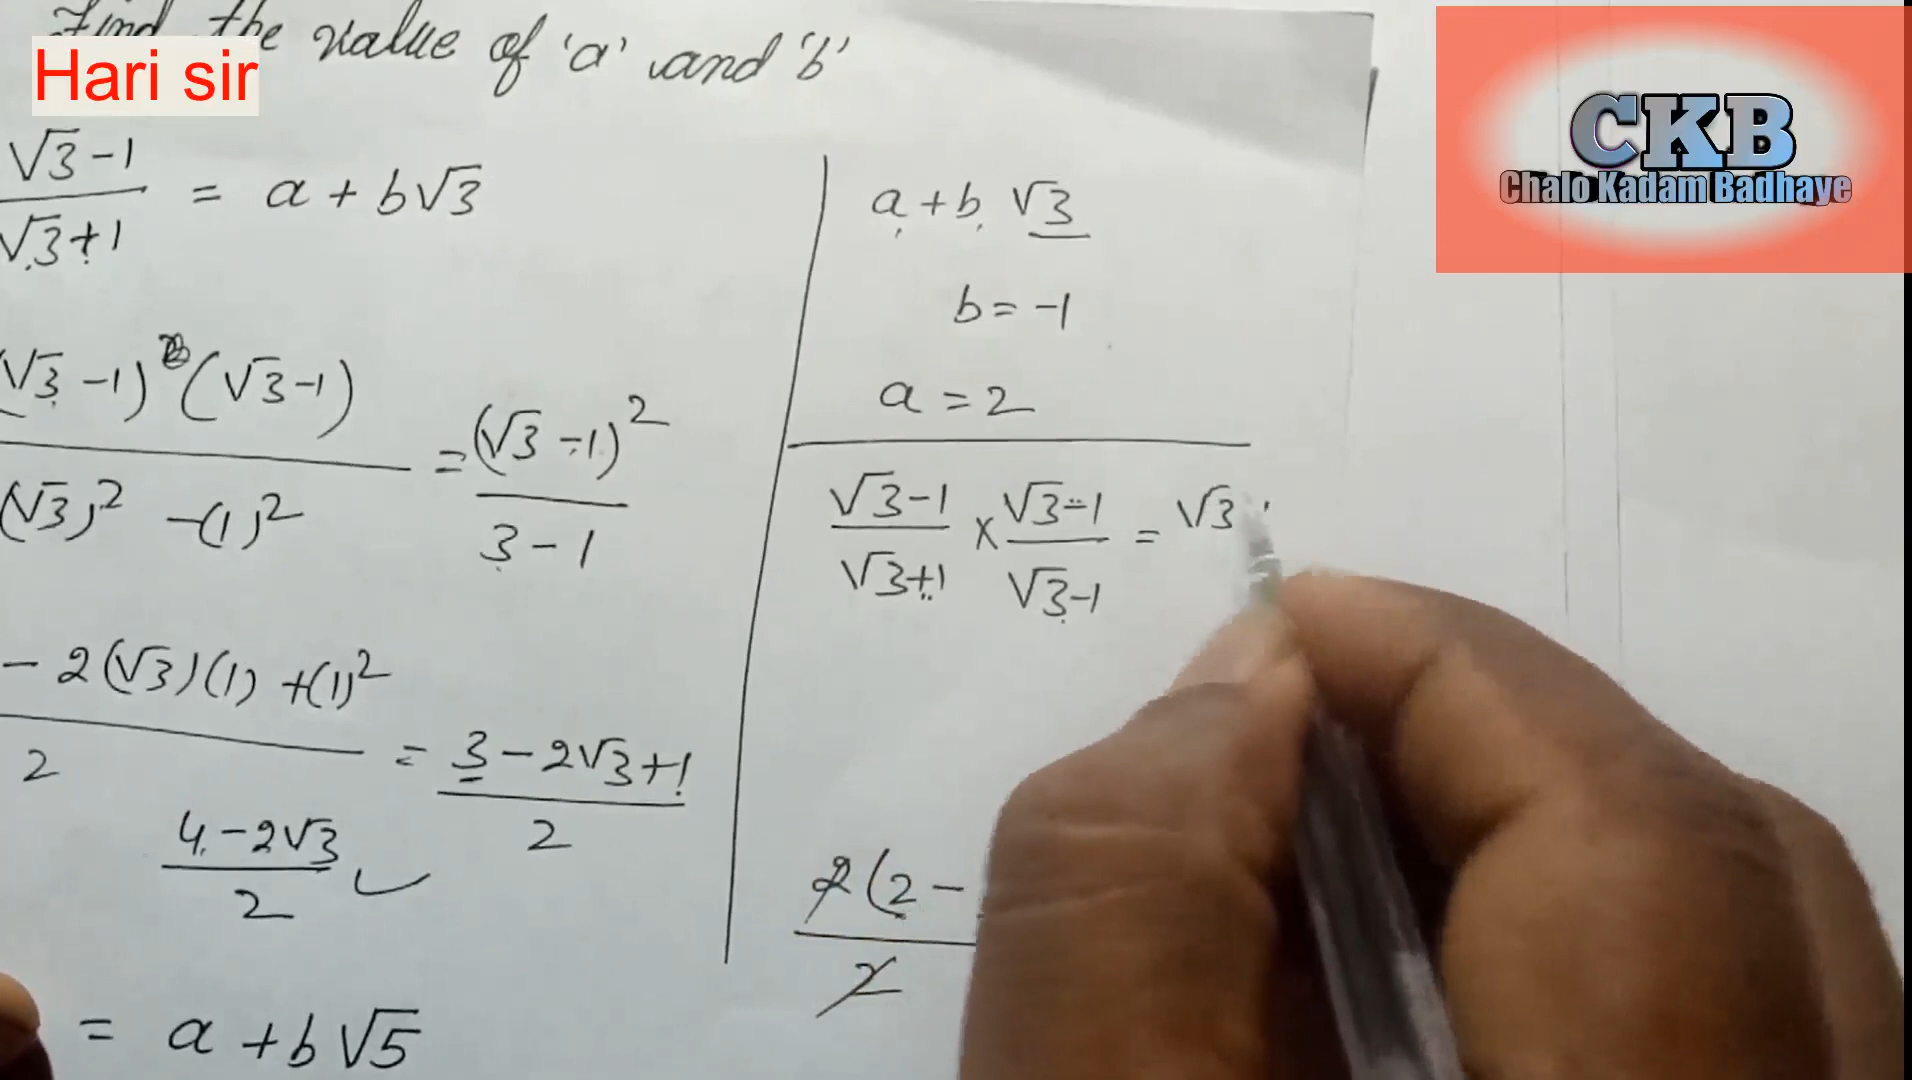 Find the value of 'a' and 'b'
Hari sir
CKB
Chalo Kadam Badhaye
√3-1/√3+1 = a + b√3
(√3-1)(√3-1)/(√3)² -(1)² = (√3-1)²/3-1
- 2(√3)(1) +(1)²/2 = 3-2√3+1/2
4-2√3/2
= a + b√5
a + b √3
b = -1
a = 2
√3-1/√3+1 × √3-1/√3-1 = √3
2(2-
2